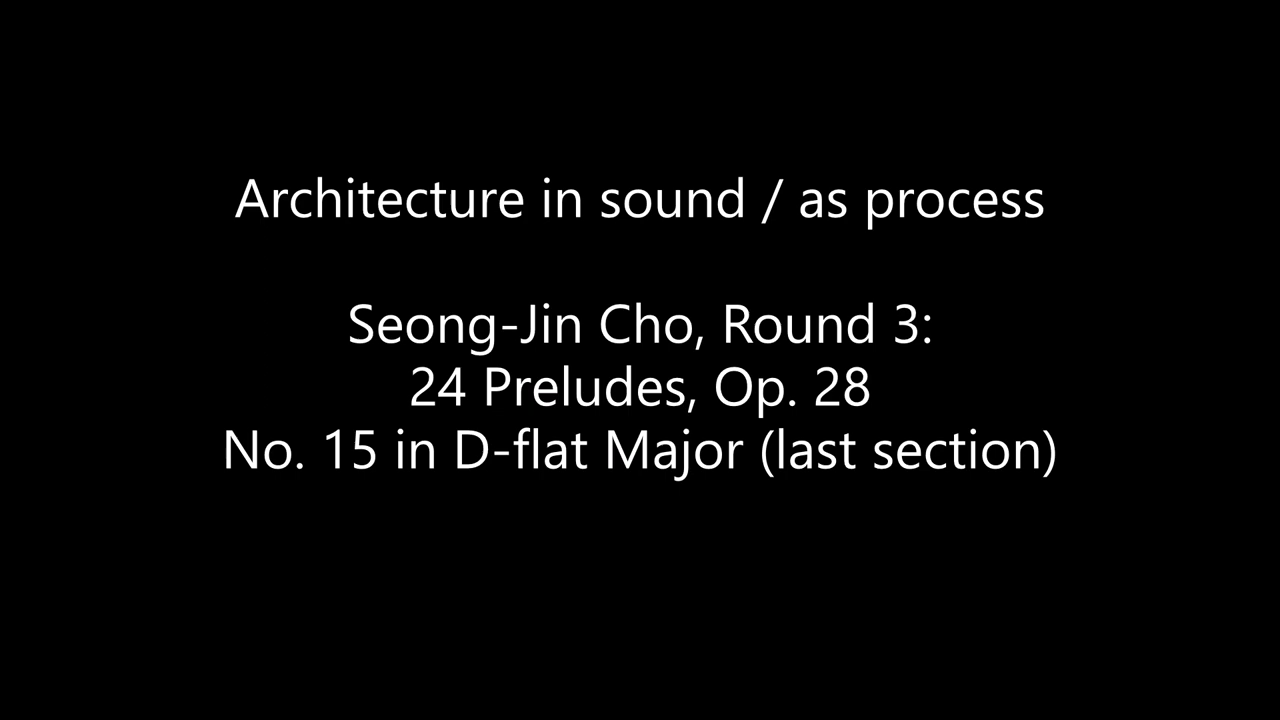 Architecture in sound / as process
Seong-Jin Cho, Round 3:
24 Preludes, Op. 28
No. 15 in D-flat Major (last section)